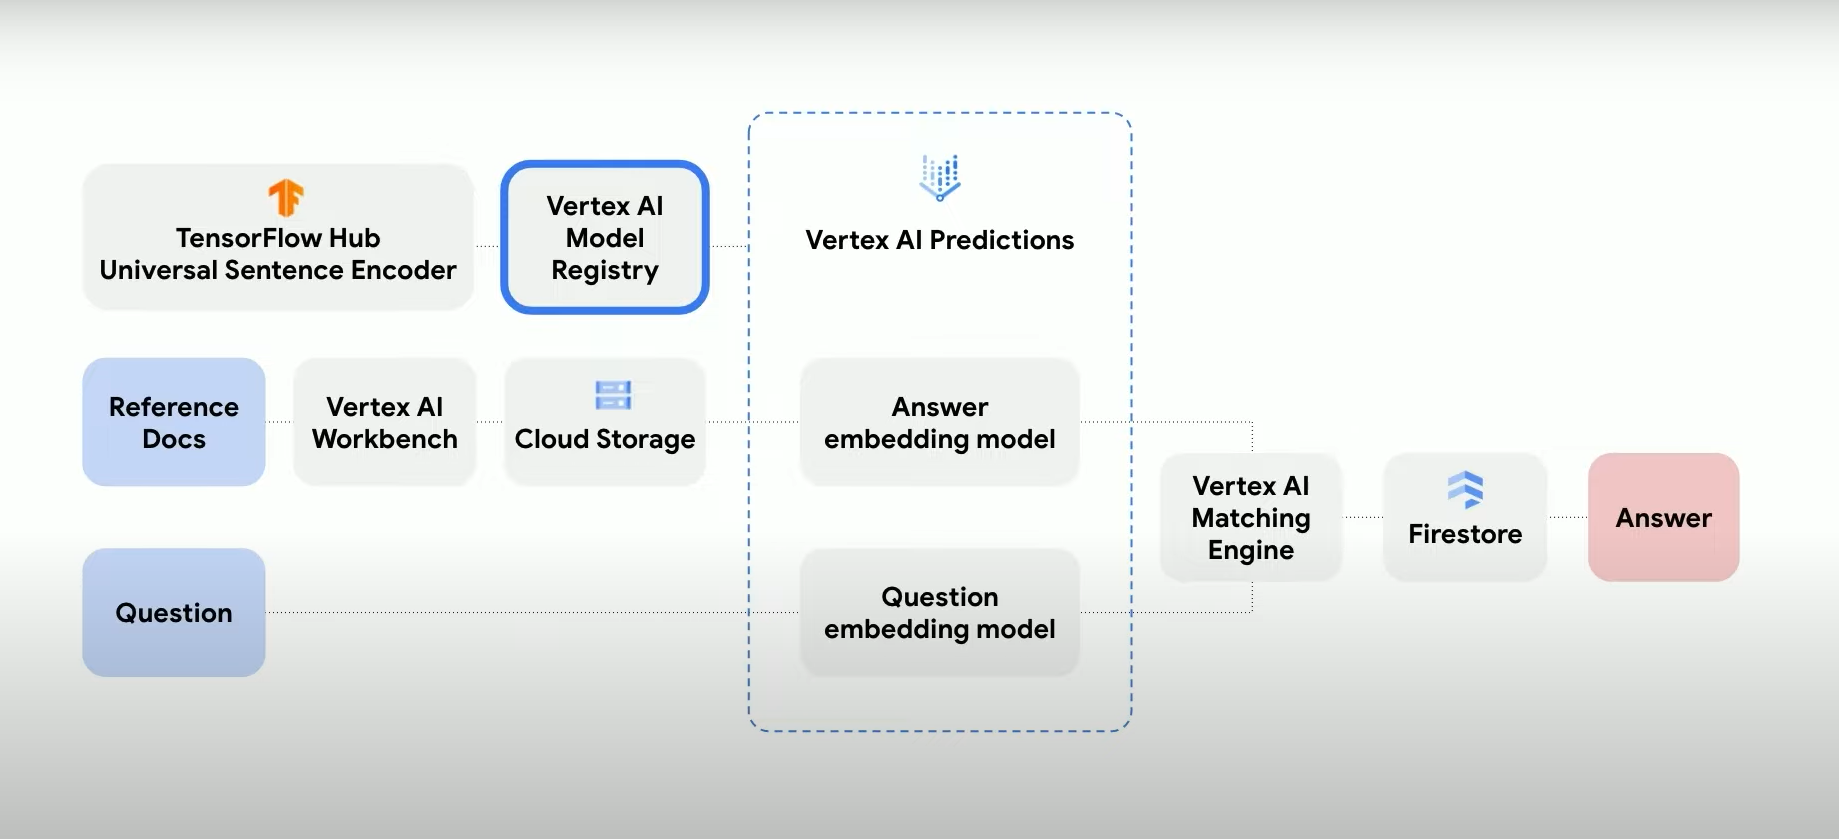 TensorFlow Hub
Universal Sentence Encoder
Vertex AI
Model
Registry
Vertex AI Predictions
Reference
Docs
Vertex AI
Workbench
Cloud Storage
Answer
embedding model
Vertex AI
Matching
Engine
Firestore
Answer
Question
Question
embedding model